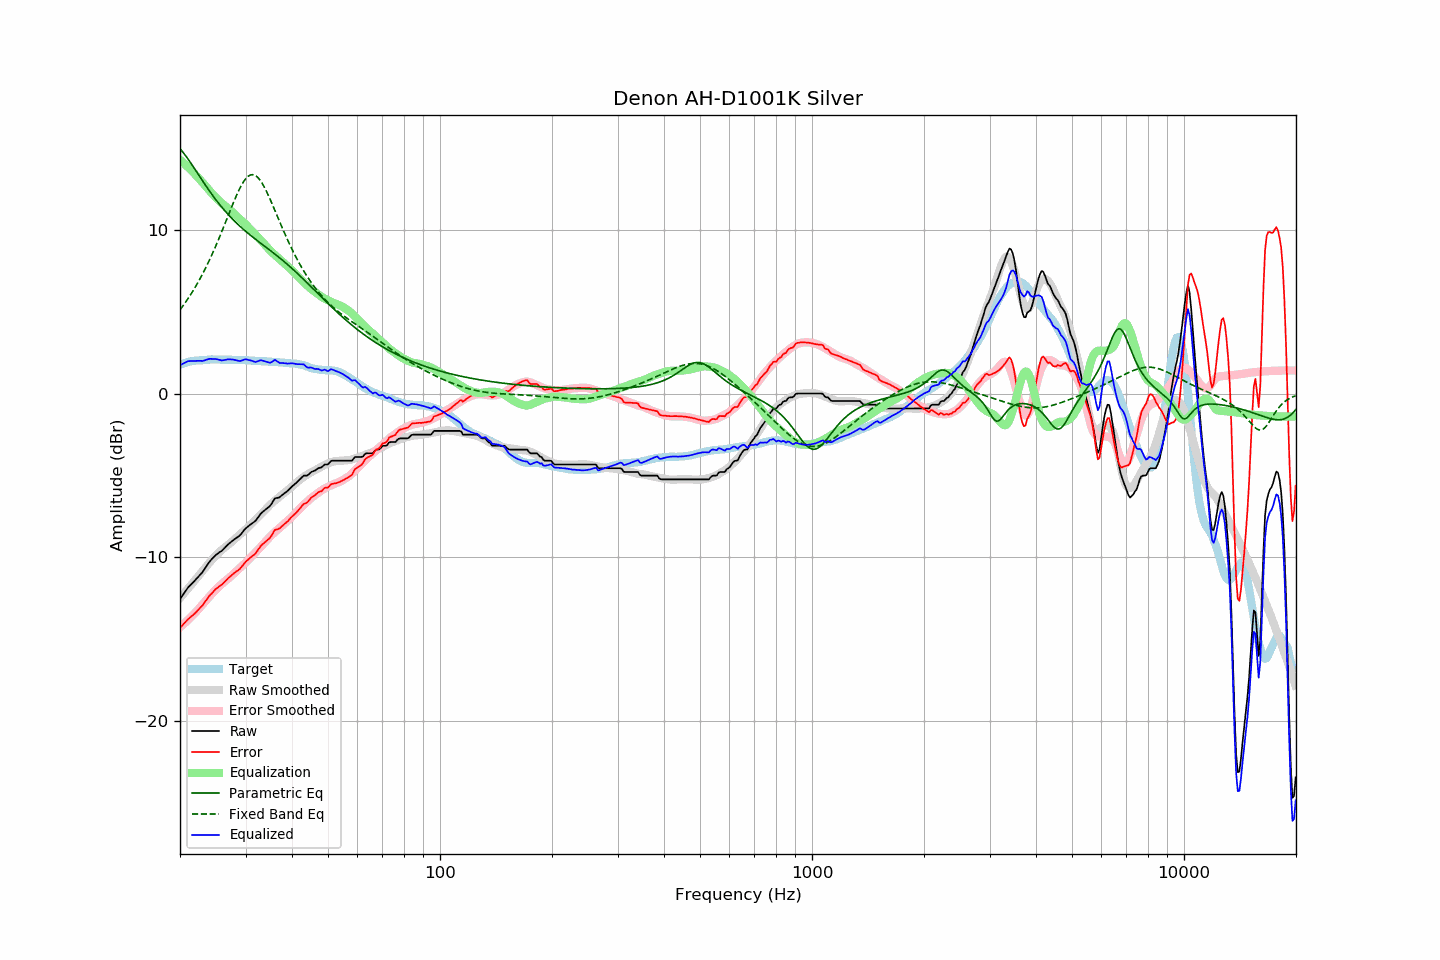 Denon AH-D1001K Silver
Amplitude (dBr)
10
0
−10
−20
Target
Raw Smoothed
Error Smoothed
Raw
Error
Equalization
Parametric Eq
Fixed Band Eq
Equalized
100 1000 10000
Frequency (Hz)